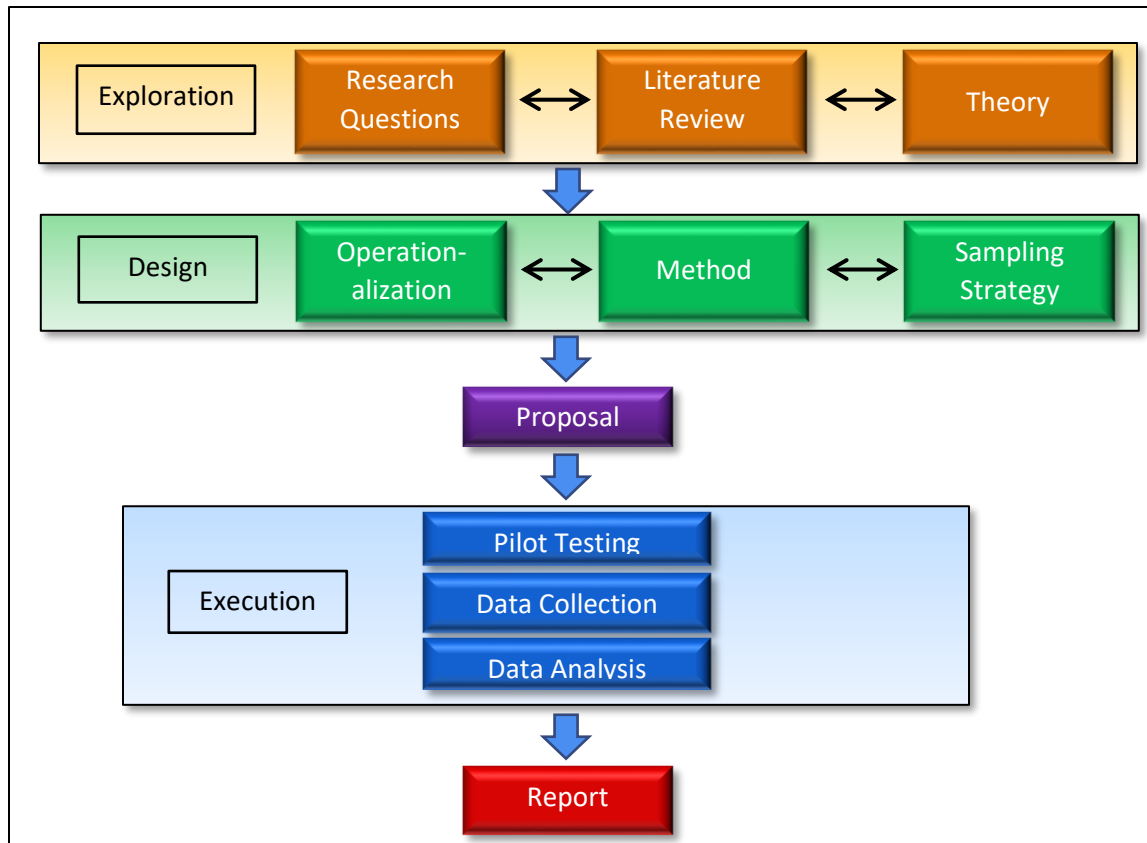 Exploration
Research
Questions
Literature
Review
Theory
Design
Operation-
alization
Method
Sampling
Strategy
Proposal
Execution
Pilot Testing
Data Collection
Data Analysis
Report